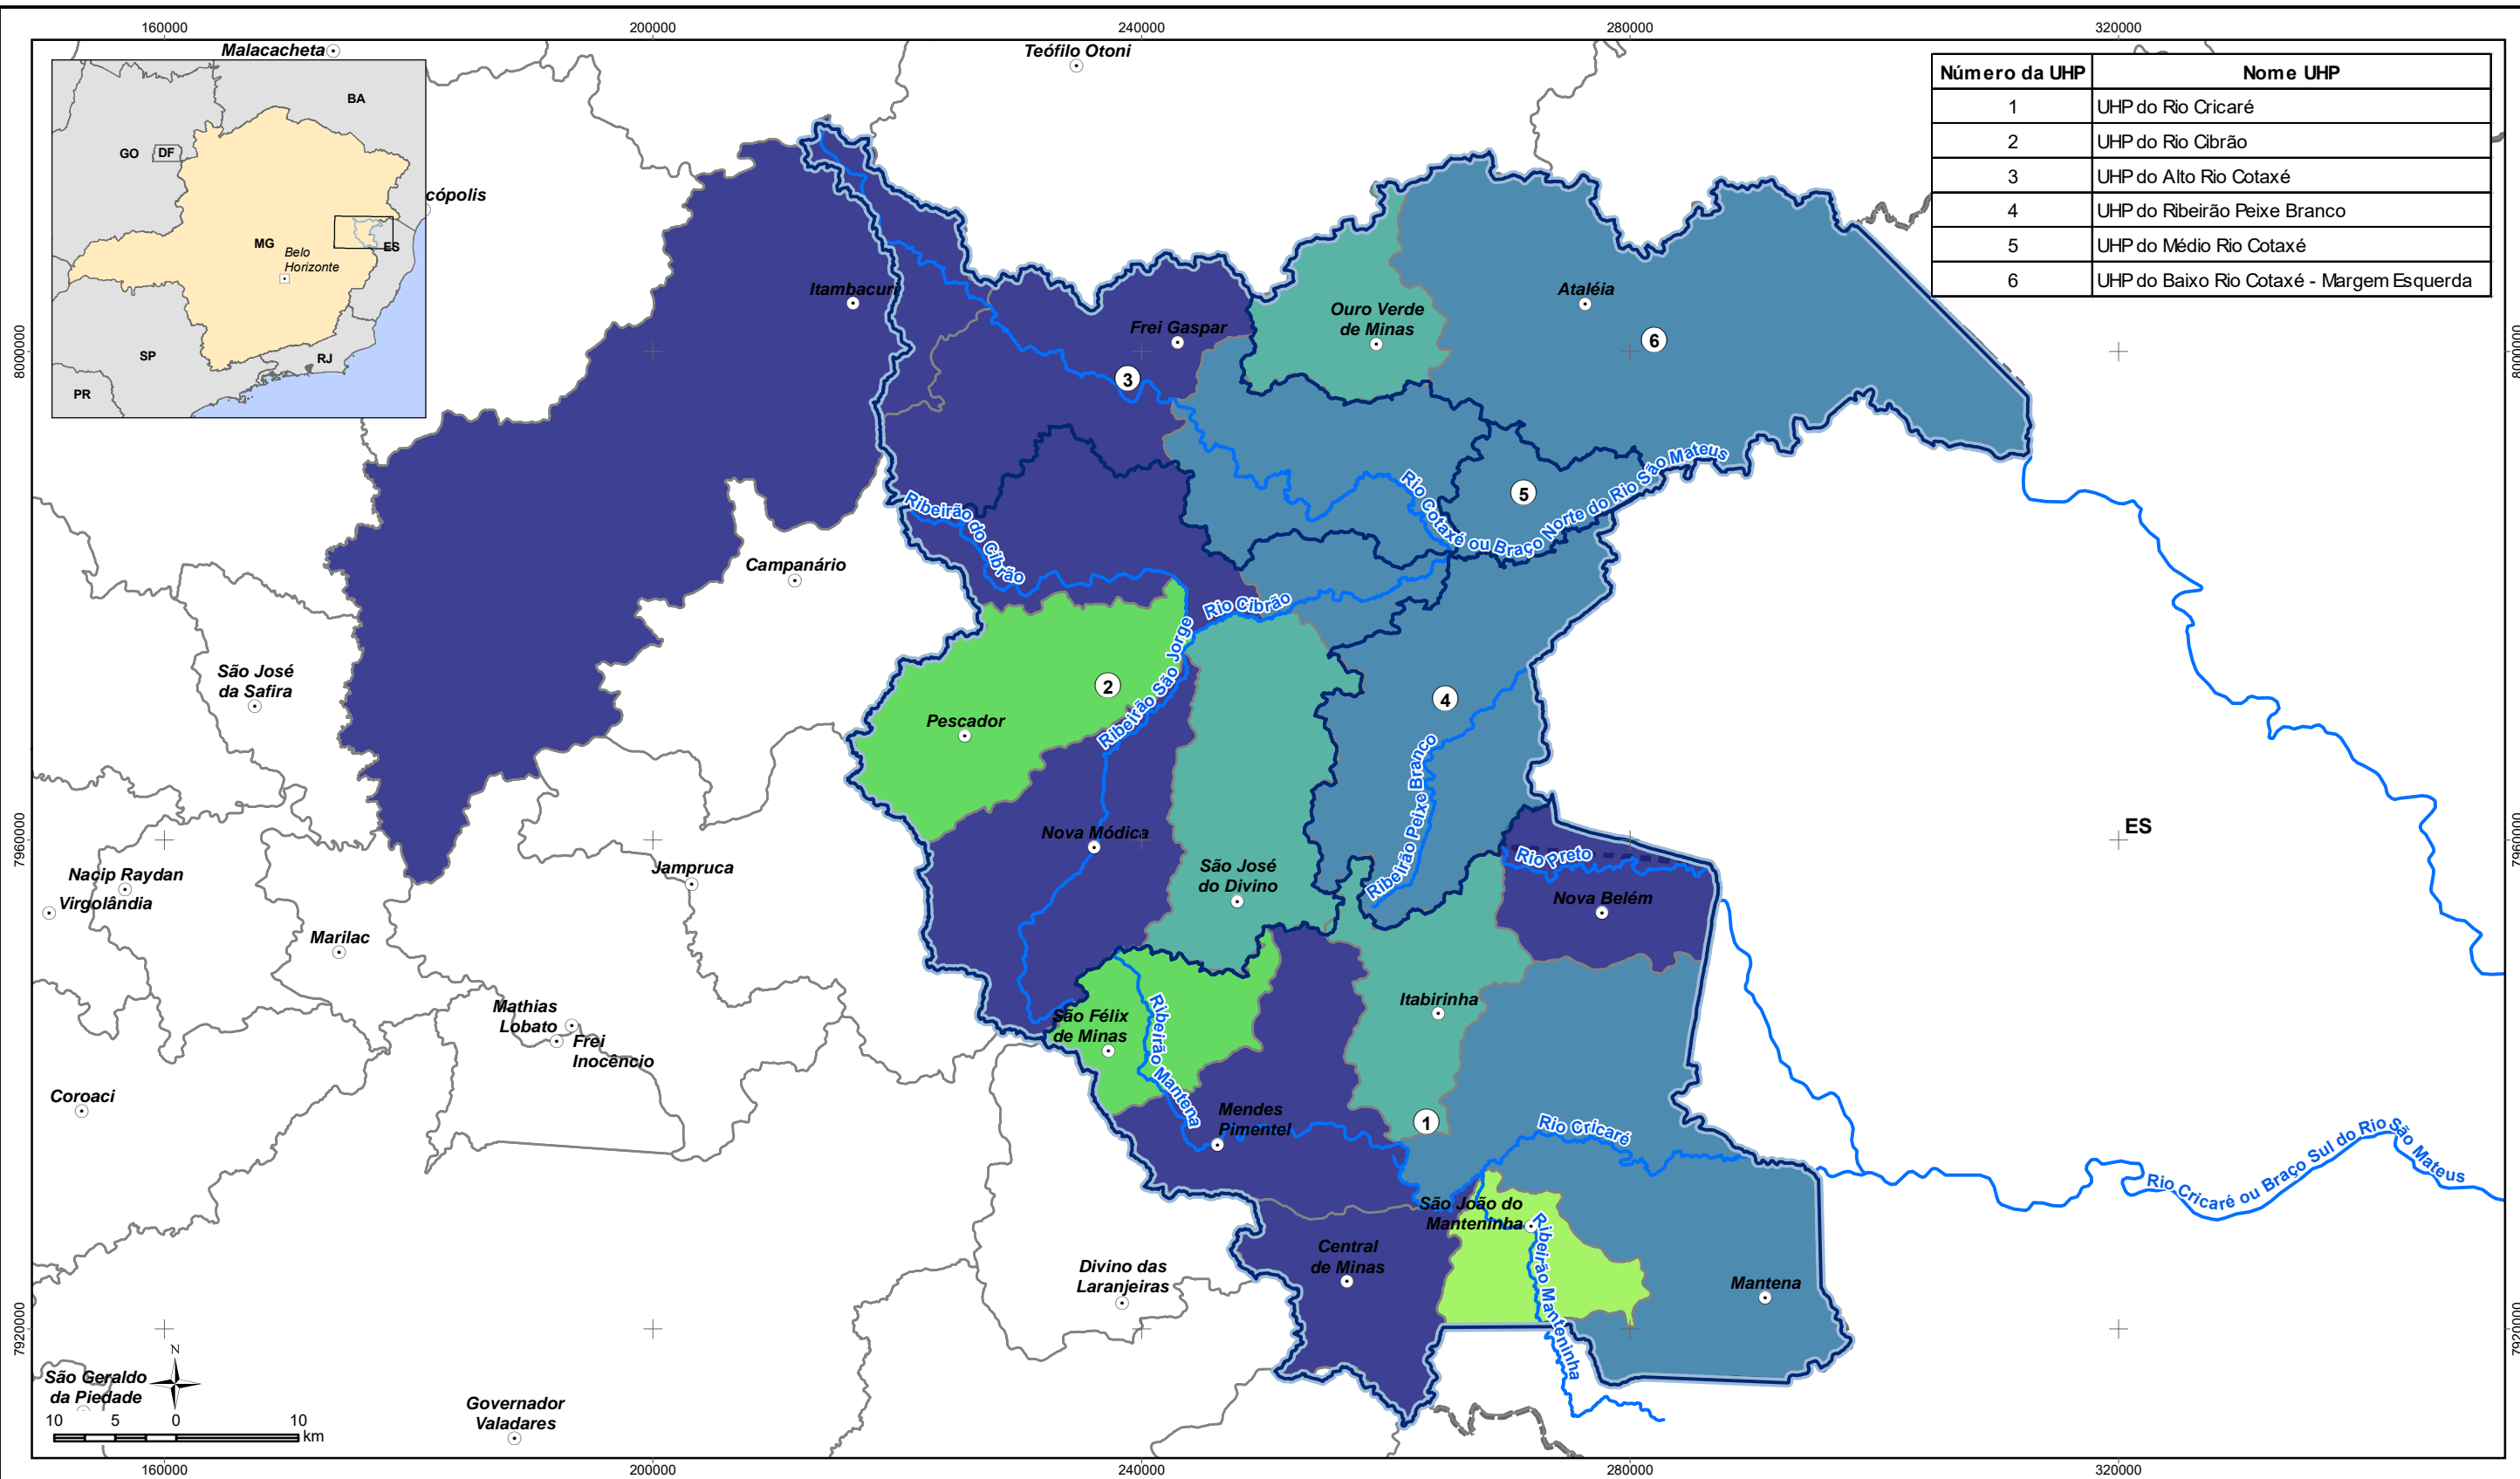 160000
200000
240000
280000
320000
Malacacheta
Teófilo Otoni
Número da UHP
Nome UHP
1
UHP do Rio Cricaré
2
UHP do Rio Cibrão
3
UHP do Alto Rio Cotaxé
4
UHP do Ribeirão Peixe Branco
5
UHP do Médio Rio Cotaxé
6
UHP do Baixo Rio Cotaxé - Margem Esquerda
BA
GO
DF
MG
Belo
Horizonte
ES
SP
RJ
PR
cópolis
8000000
8000000
Itambacuri
Frei Gaspar
Ouro Verde
de Minas
Ataléia
6
3
5
Rio Cotaxé ou Braço Norte do Rio São Mateus
Ribeirão do Cibrão
Campanário
Rio Cibrão
São José
da Safira
2
Ribeirão São Jorge
4
Pescador
Ribeirão Peixe Branco
7960000
7960000
Nova Módica
ES
Rio Preto
Jampruca
São José
do Divino
Nova Belém
Nacip Raydan
Virgolândia
Marilac
Itabirinha
Mathias
Lobato
Frei
Inocêncio
São Félix
de Minas
Ribeirão Mantena
Coroaci
Mendes
Pimentel
1
Rio Cricaré
Rio Cricaré ou Braço Sul do Rio São Mateus
São João do
Manteninha
Ribeirão Manteninha
Central
de Minas
Divino das
Laranjeiras
Mantena
7920000
7920000
N
São Geraldo
da Piedade
Governador
Valadares
10
5
0
10
km
160000
200000
240000
280000
320000